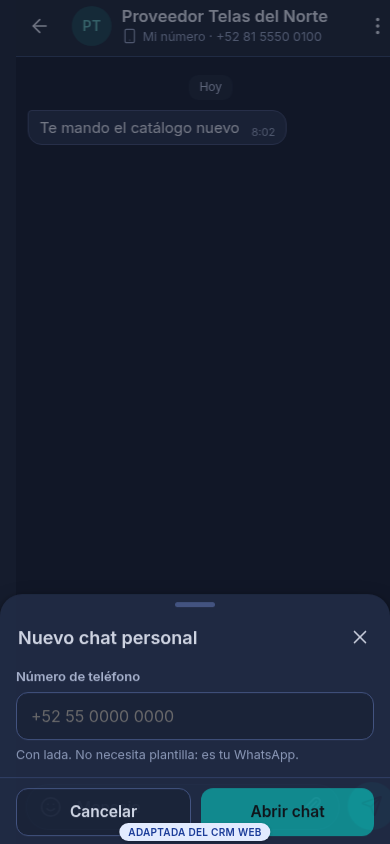 PT
Proveedor Telas del Norte
Mi número · +52 81 5550 0100
Hoy
Te mando el catálogo nuevo 8:02
Nuevo chat personal
Número de teléfono
+52 55 0000 0000
Con lada. No necesita plantilla: es tu WhatsApp.
Cancelar
Abrir chat
ADAPTADA DEL CRM WEB